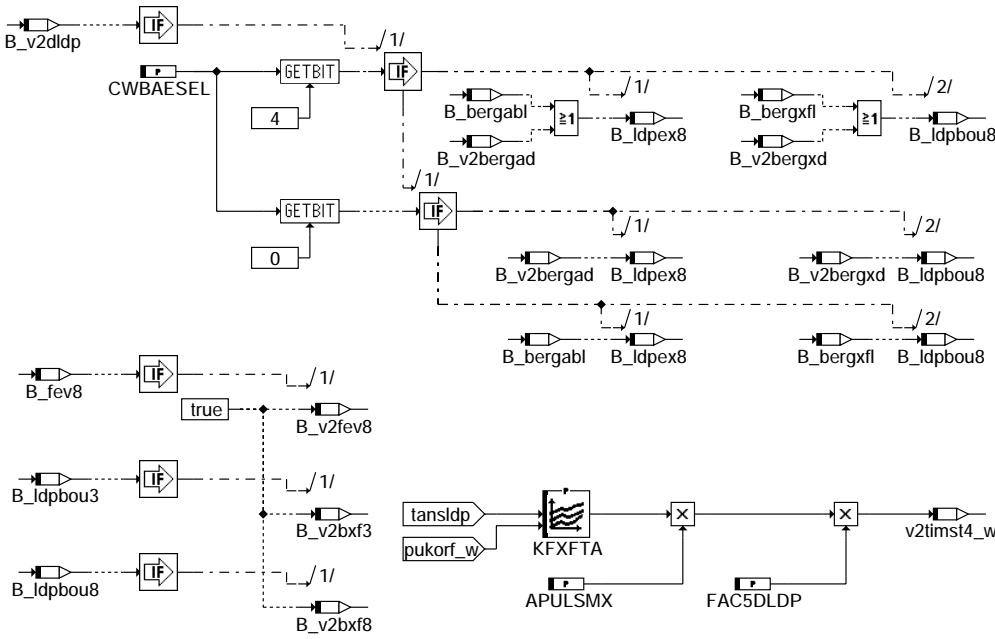 B_v2dldp
IF
1/
CWBAESEL
P
GETBIT
4
IF
1/
2/
B_bergabl
B_v2bergad
≥1
B_ldpex8
B_bergxfl
B_v2bergxd
≥1
B_ldpbou8
1/
GETBIT
0
IF
1/
2/
B_v2bergad
B_ldpex8
B_v2bergxd
B_ldpbou8
1/
2/
B_bergabl
B_ldpex8
B_bergxfl
B_ldpbou8
B_fev8
IF
1/
true
B_v2fev8
B_ldpbou3
IF
1/
B_v2bxf3
B_ldpbou8
IF
1/
B_v2bxf8
tansldp
pukorf_w
P
KFXFTA
×
×
v2timst4_w
P
APULSMX
P
FAC5DLDP